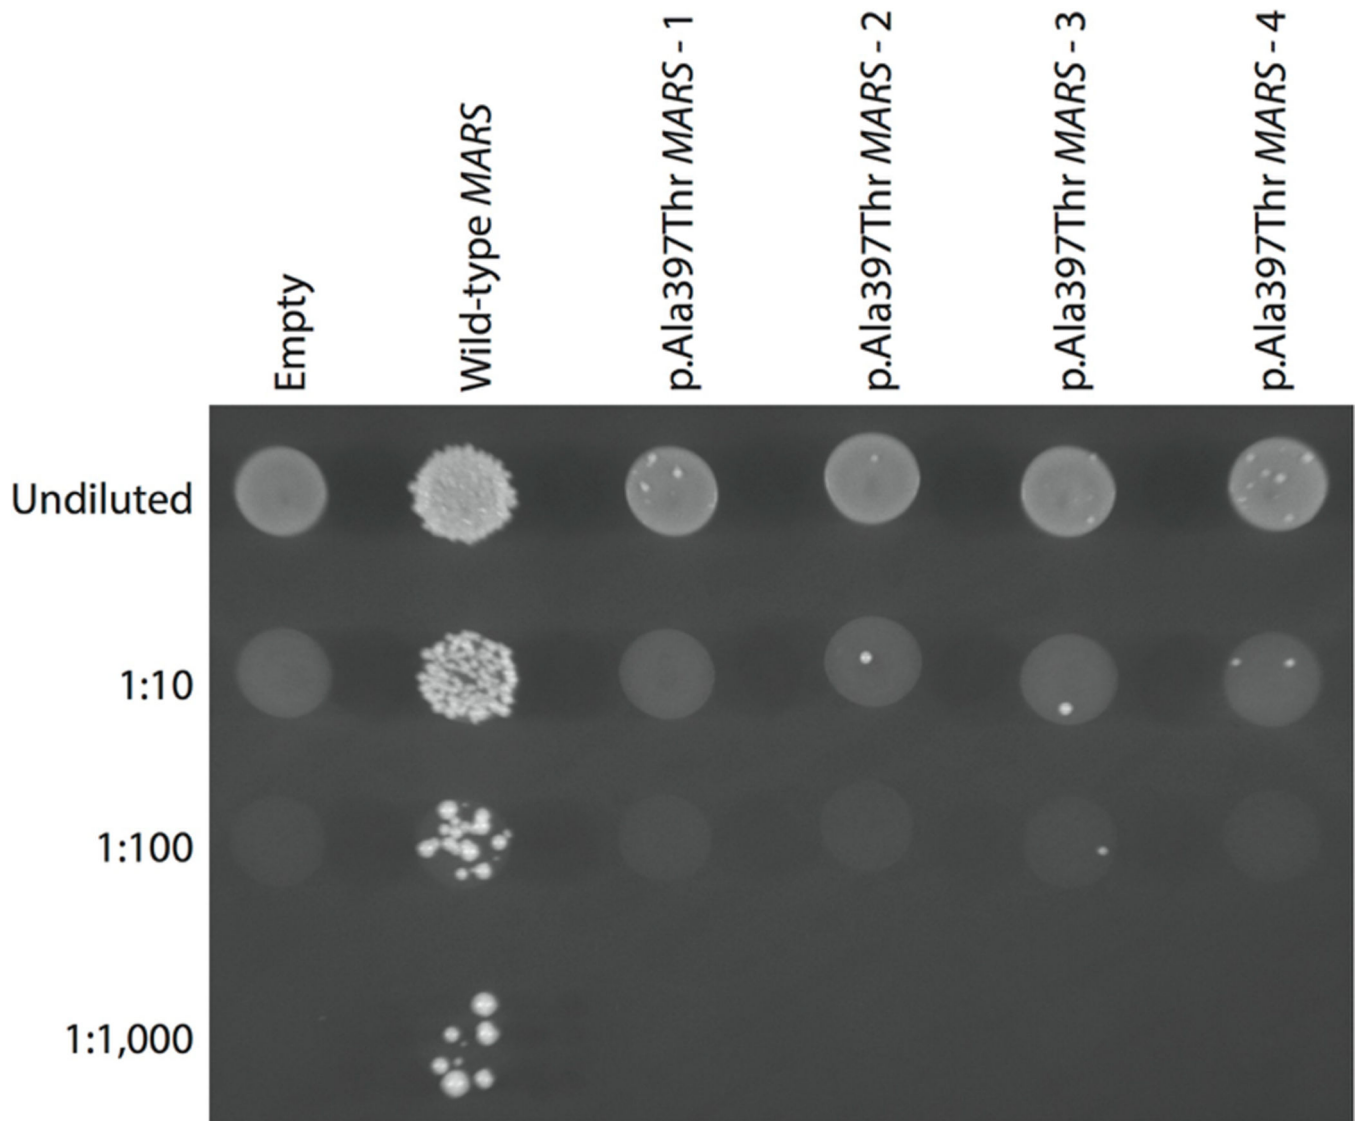 Empty
Wild-type MARS
p.Ala397Thr MARS - 1
p.Ala397Thr MARS - 2
p.Ala397Thr MARS - 3
p.Ala397Thr MARS - 4
Undiluted
1:10
1:100
1:1,000